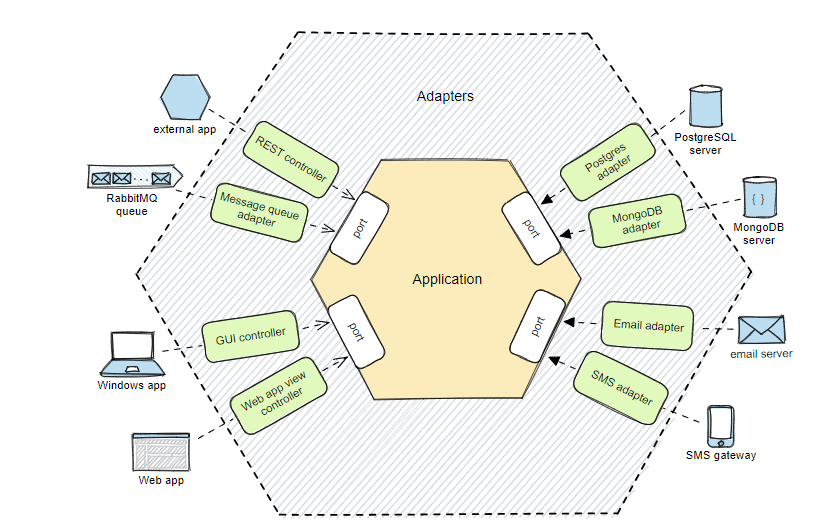 Adapters
external app
REST controller
RabbitMQ
queue
Message queue
adapter
port
Postgres
adapter
PostgreSQL
server
MongoDB
adapter
{ }
MongoDB
server
port
Application
GUI controller
Windows app
port
Web app view
controller
Web app
port
Email adapter
email server
SMS adapter
SMS gateway